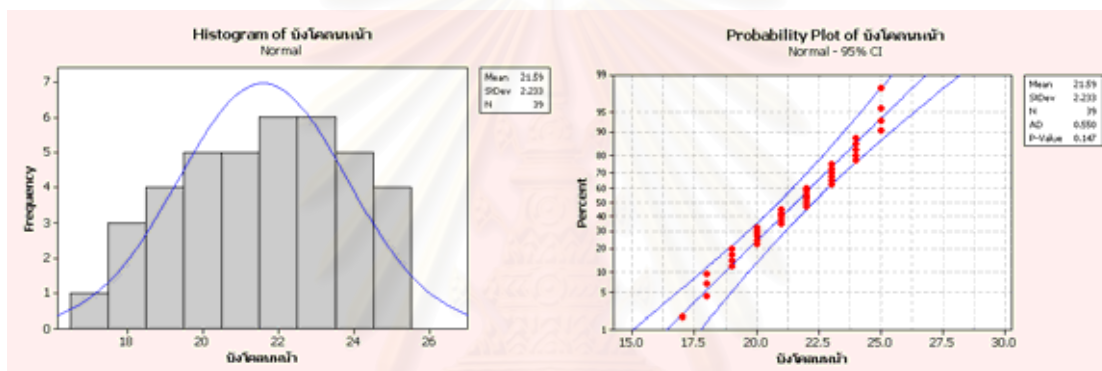 Histogram of บังโคลนหน้า
Normal
Mean 21.59
StDev 2.233
N 39
7
6
5
4
3
2
1
0
Frequency
18 20 22 24 26
บังโคลนหน้า
Probability Plot of บังโคลนหน้า
Normal - 95% CI
Mean 21.59
StDev 2.233
N 39
AD 0.550
P-Value 0.147
99
95
90
80
70
60
50
40
30
20
10
5
1
Percent
15.0 17.5 20.0 22.5 25.0 27.5 30.0
บังโคลนหน้า